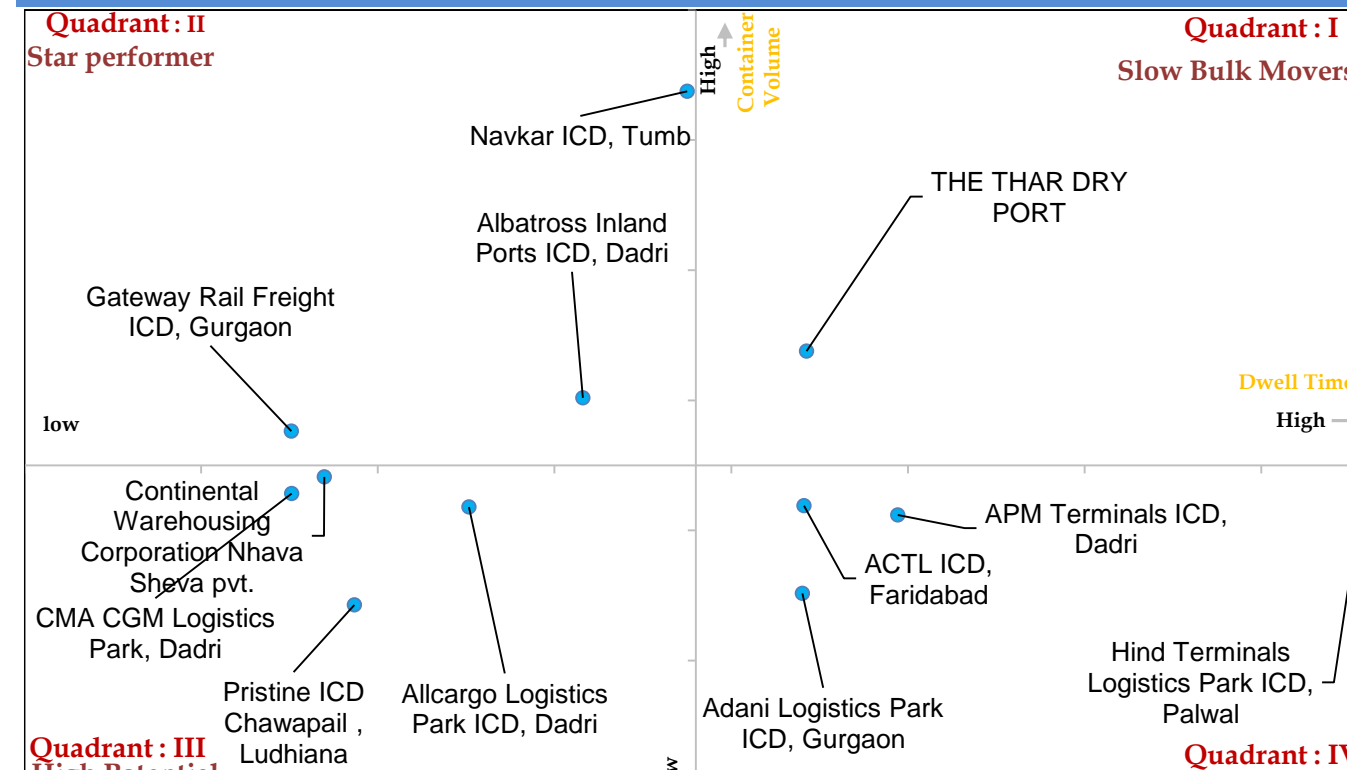 Quadrant : II
Star performer
Quadrant : I
Slow Bulk Movers
High
Container
Volume
Navkar ICD, Tumb
THE THAR DRY
PORT
Albatross Inland
Ports ICD, Dadri
Gateway Rail Freight
ICD, Gurgaon
Dwell Time
low
High
Continental
Warehousing
Corporation Nhava
Sheva pvt.
CMA CGM Logistics
Park, Dadri
APM Terminals ICD,
Dadri
ACTL ICD,
Faridabad
Hind Terminals
Logistics Park ICD,
Palwal
Pristine ICD
Chawapail ,
Ludhiana
Allcargo Logistics
Park ICD, Dadri
Adani Logistics Park
ICD, Gurgaon
Quadrant : III
High Potential
Quadrant : IV